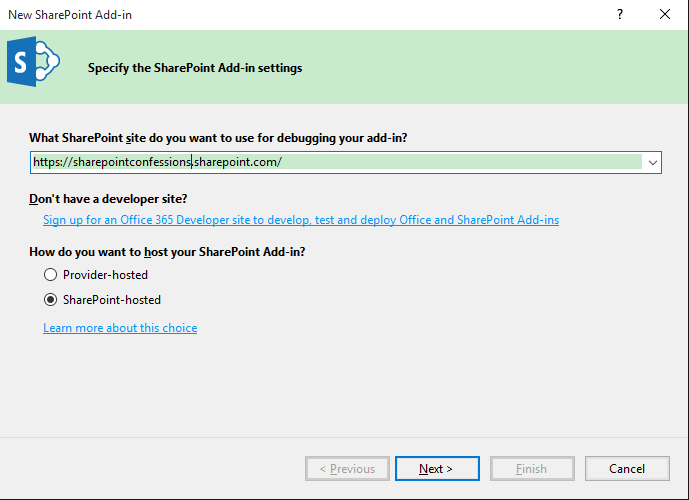 New SharePoint Add-in
?
S
Specify the SharePoint Add-in settings
What SharePoint site do you want to use for debugging your add-in?
https://sharepointconfessions.sharepoint.com/
Don't have a developer site?
Sign up for an Office 365 Developer site to develop, test and deploy Office and SharePoint Add-ins
How do you want to host your SharePoint Add-in?
Provider-hosted
SharePoint-hosted
Learn more about this choice
< Previous
Next >
Finish
Cancel